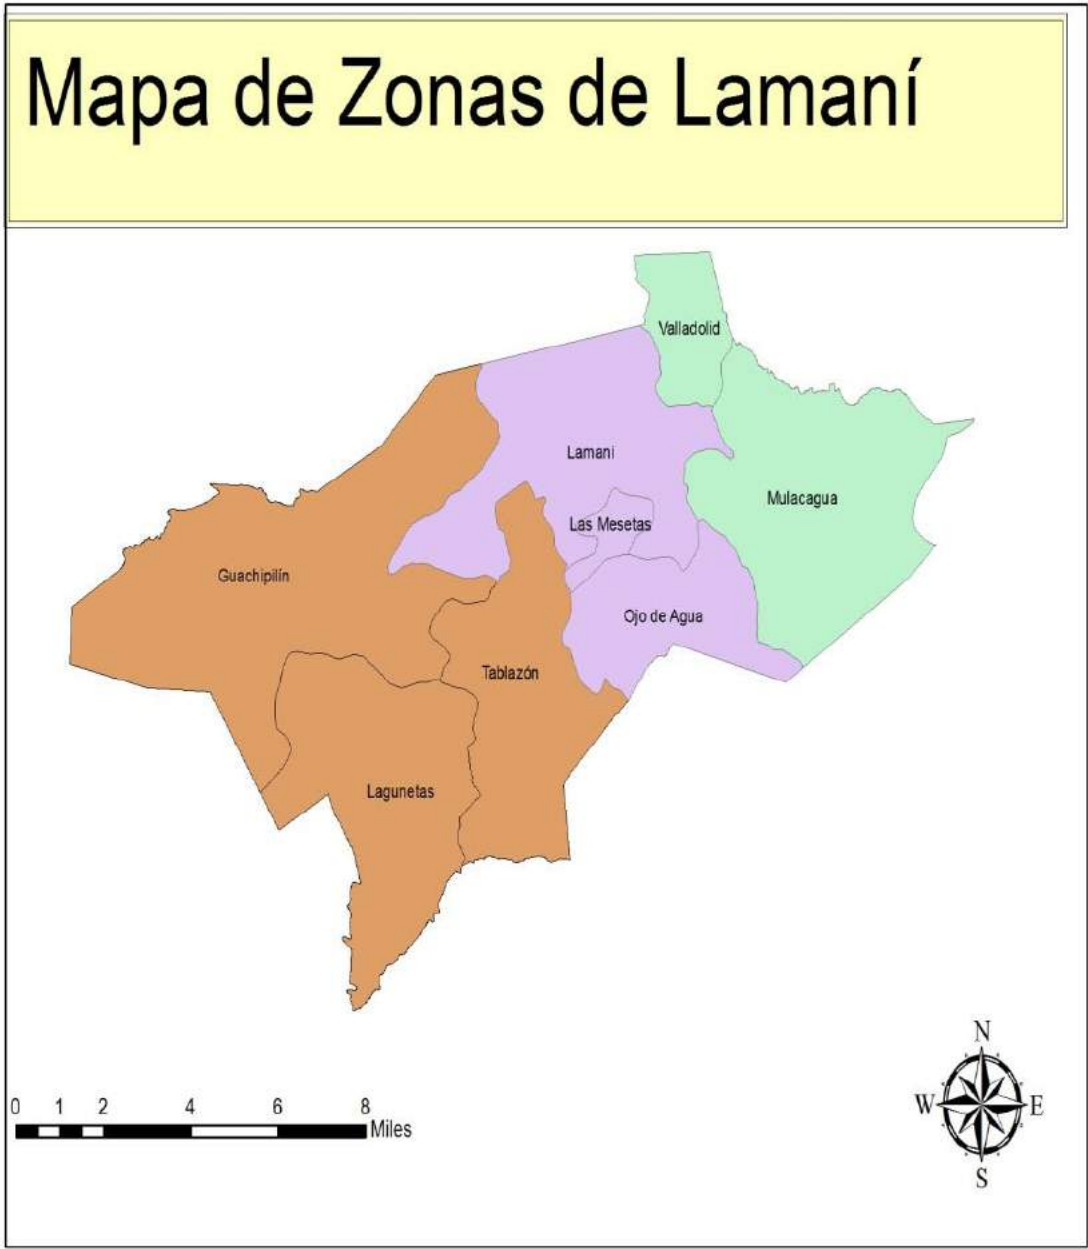 Mapa de Zonas de Lamaní
Valladolid
Lamani
Mulacagua
Las Mesetas
Guachipilín
Ojo de Agua
Tablazón
Lagunetas
N
W E
S
0 1 2 4 6 8
Miles